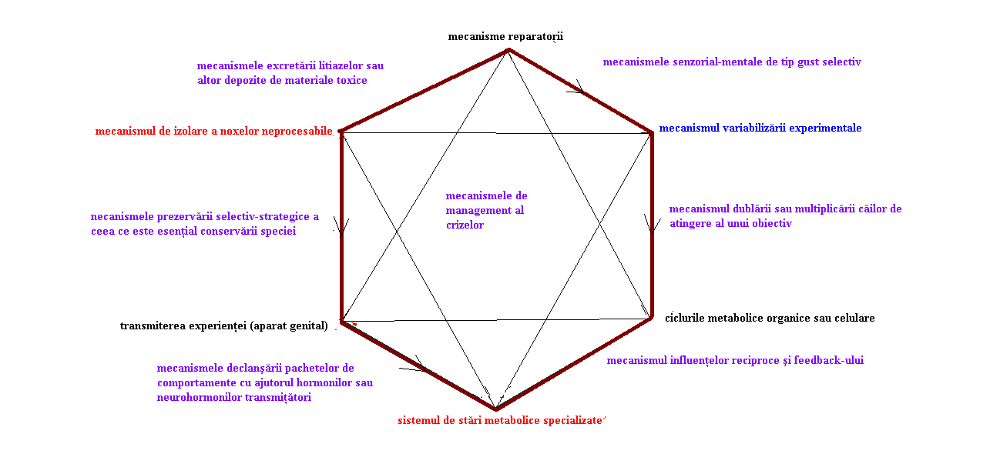 mecanisme reparatorii
mecanismele excretării litiazelor sau
altor depozite de materiale toxice
mecanismele senzorial-mentale de tip gust selectiv
mecanismul de izolare a noxelor neprocesabile
mecanismul variabilizării experimentale
mecanismele de
management al
crizelor
necanismele prezervării selectiv-strategice a
ceea ce este esențial conservării speciei
mecanismul dublării sau multiplicării căilor de
atingere al unui obiectiv
transmiterea experienței (aparat genital)
ciclurile metabolice organice sau celulare
mecanismele declanșării pachetelor de
comportamente cu ajutorul hormonilor sau
neurohormonilor transmițători
mecanismul influențelor reciproce și feedback-ului
sistemul de stări metabolice specializate